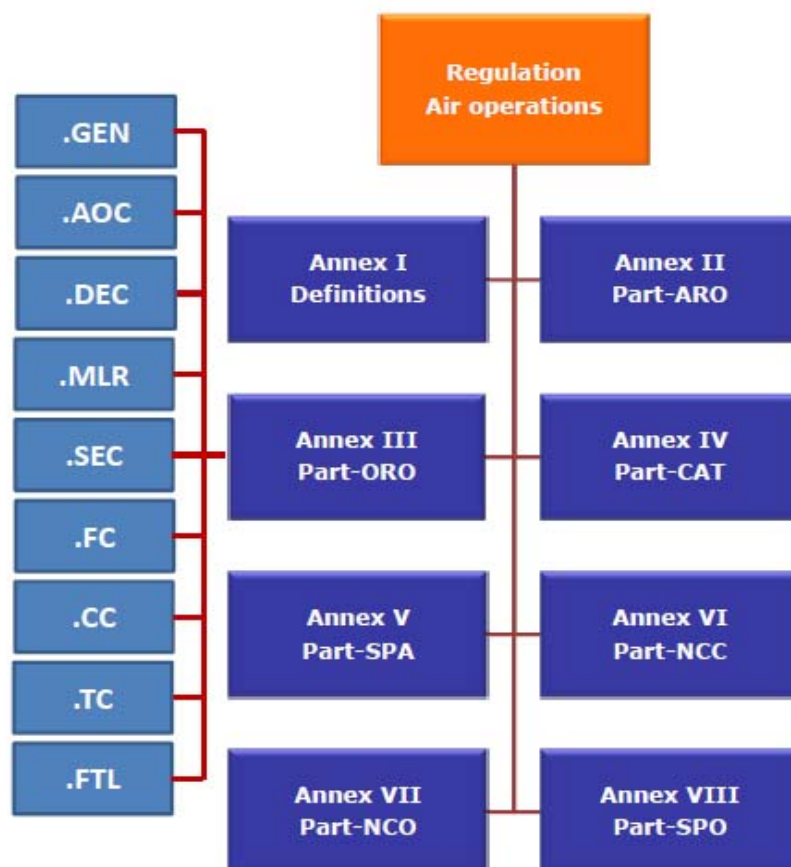 Regulation
Air operations
.GEN
.AOC
.DEC
.MLR
.SEC
.FC
.CC
.TC
.FTL
Annex I
Definitions
Annex II
Part-ARO
Annex III
Part-ORO
Annex IV
Part-CAT
Annex V
Part-SPA
Annex VI
Part-NCC
Annex VII
Part-NCO
Annex VIII
Part-SPO